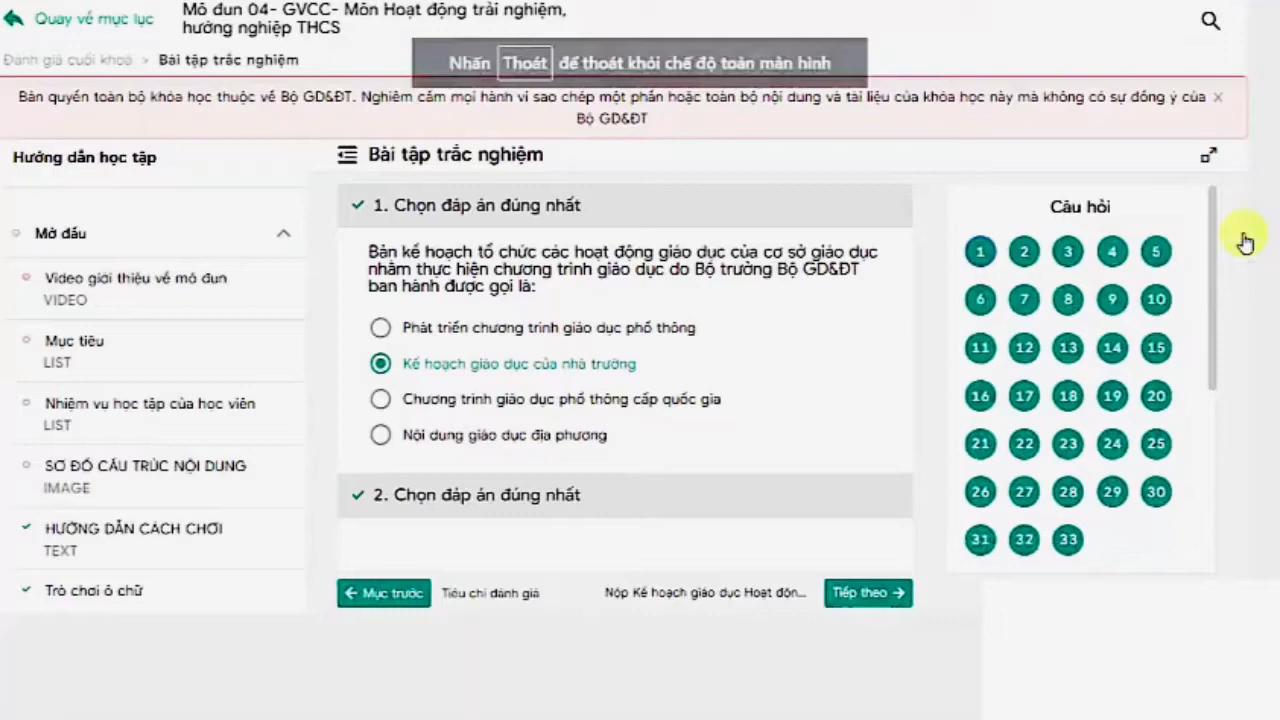 Quay về mục lục
Mô đun 04- GVCC- Môn Hoạt động trải nghiệm,
hướng nghiệp THCS
Đánh giá cuối khoá > Bài tập trắc nghiệm
Nhấn Thoát để thoát khỏi chế độ toàn màn hình
Bản quyền toàn bộ khóa học thuộc về Bộ GD&ĐT. Nghiêm cấm mọi hành vi sao chép một phần hoặc toàn bộ nội dung và tài liệu của khóa học này mà không có sự đồng ý của
Bộ GD&ĐT
Hướng dẫn học tập
Mở đầu
Video giới thiệu về mô đun
VIDEO
Mục tiêu
LIST
Nhiệm vụ học tập của học viên
LIST
SƠ ĐỒ CẤU TRÚC NỘI DUNG
IMAGE
HƯỚNG DẪN CÁCH CHƠI
TEXT
Trò chơi ô chữ
Bài tập trắc nghiệm
1. Chọn đáp án đúng nhất
Bản kế hoạch tổ chức các hoạt động giáo dục của cơ sở giáo dục
nhằm thực hiện chương trình giáo dục do Bộ trưởng Bộ GD&ĐT
ban hành được gọi là:
Phát triển chương trình giáo dục phổ thông
Kế hoạch giáo dục của nhà trường
Chương trình giáo dục phổ thông cấp quốc gia
Nội dung giáo dục địa phương
2. Chọn đáp án đúng nhất
Mục trước
Tiêu chí đánh giá
Nộp Kế hoạch giáo dục Hoạt độn...
Tiếp theo
Câu hỏi
1 2 3 4 5
6 7 8 9 10
11 12 13 14 15
16 17 18 19 20
21 22 23 24 25
26 27 28 29 30
31 32 33